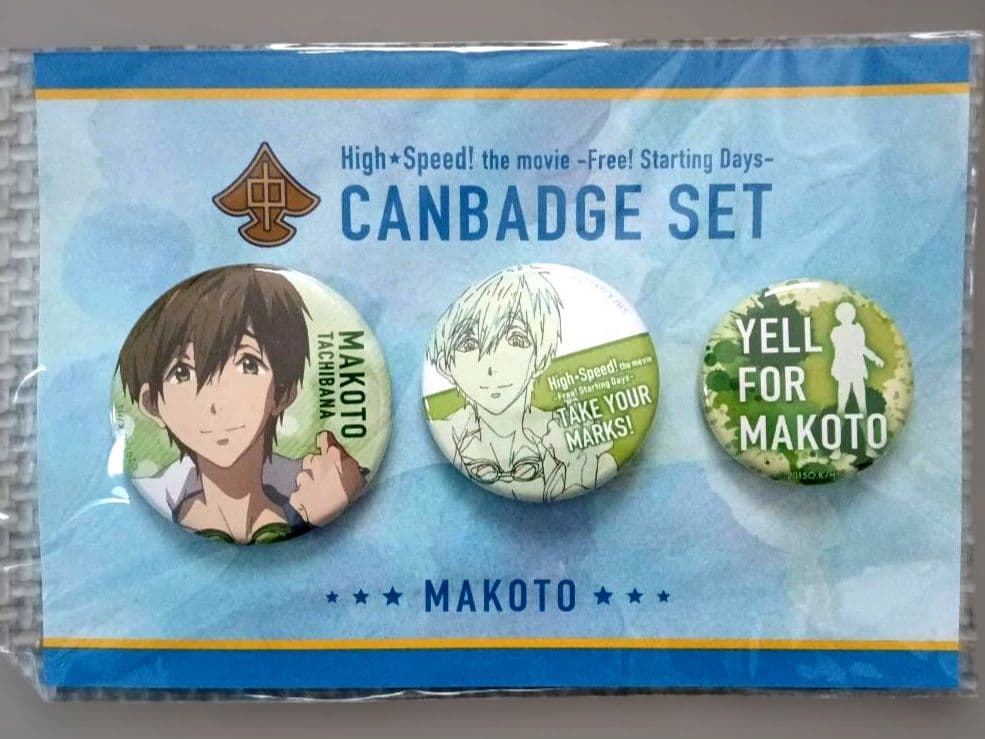 中
High★Speed! the movie -Free! Starting Days-
CANBADGE SET
MAKOTO
TACHIBANA
High★Speed! the movie
-Free! Starting Days-
TAKE YOUR
MARKS!
YELL
FOR
MAKOTO
★★★ MAKOTO ★★★